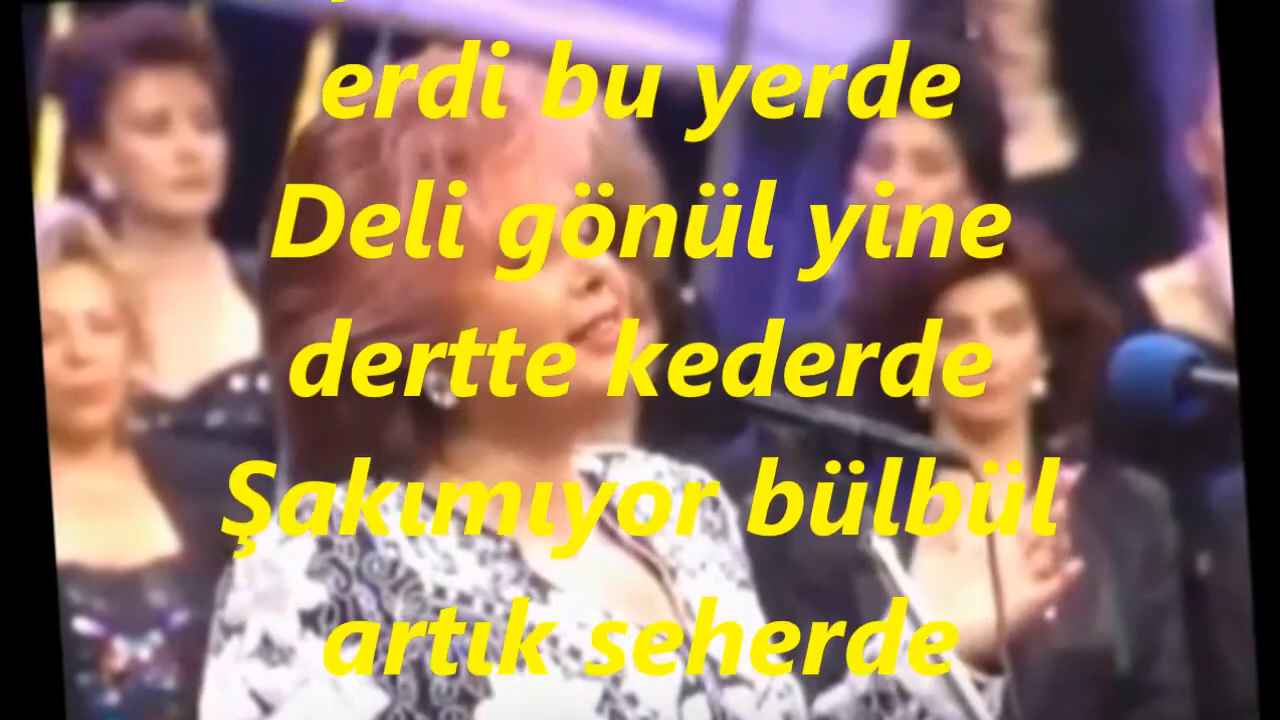 erdi bu yerde
Deli gönül yine
dertte kederde
Şakımıyor bülbül
artık seherde